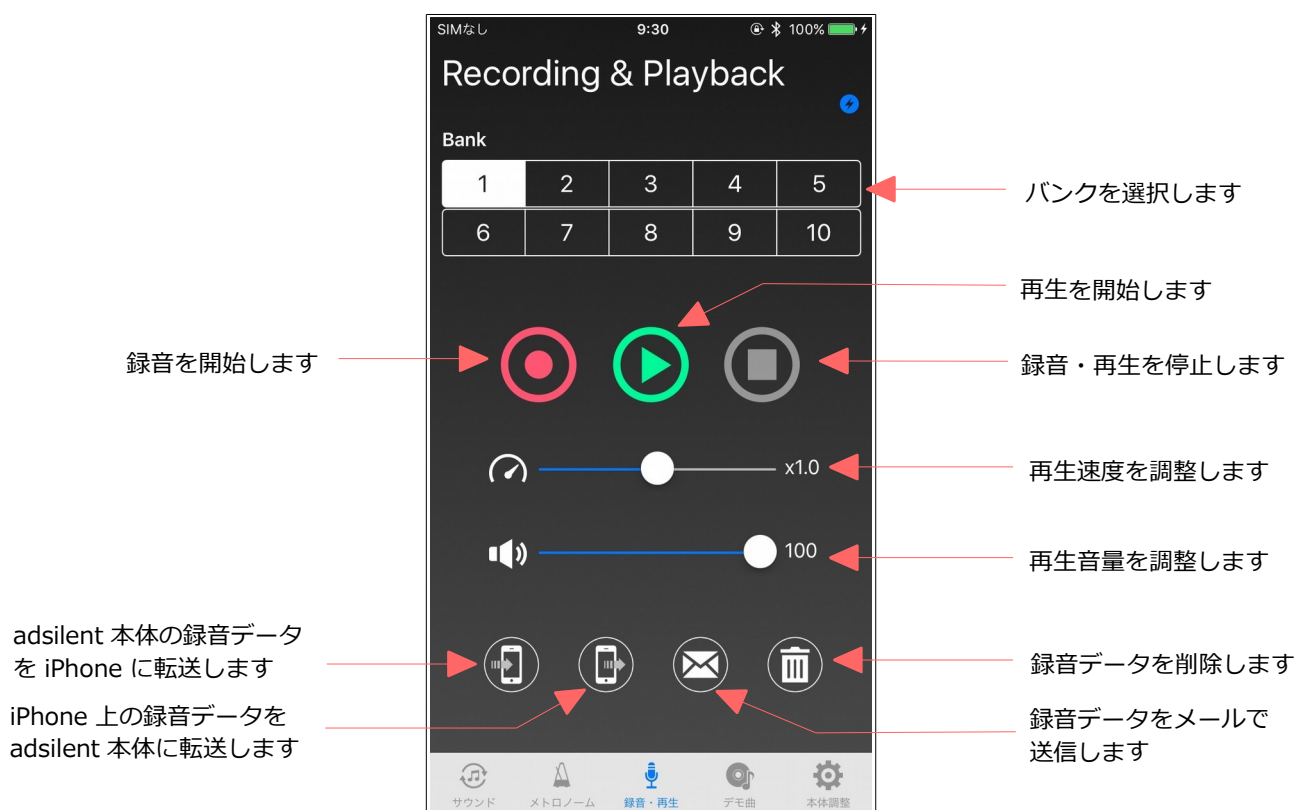 SIMなし 9:30 100%
Recording & Playback
Bank
1 2 3 4 5
バンクを選択します
6 7 8 9 10
再生を開始します
録音を開始します
録音・再生を停止します
x1.0
再生速度を調整します
100
再生音量を調整します
adsilent 本体の録音データ
を iPhone に転送します
録音データを削除します
iPhone 上の録音データを
adsilent 本体に転送します
録音データをメールで
送信します
サウンド メトロノーム 録音・再生 デモ曲 本体調整